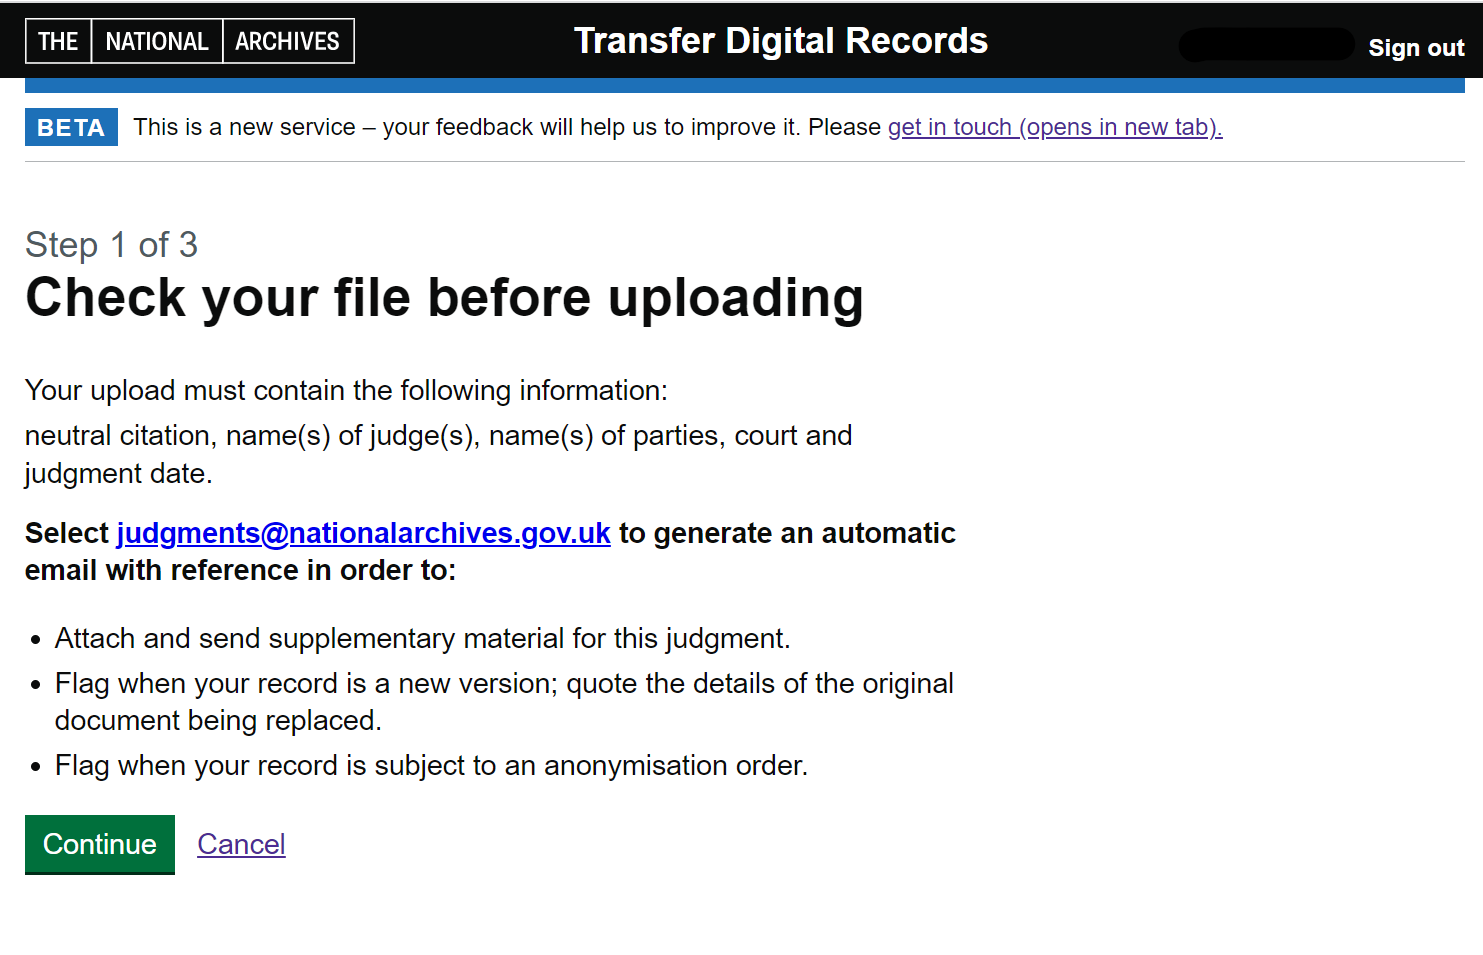 THE NATIONAL ARCHIVES
Transfer Digital Records
Sign out
BETA This is a new service – your feedback will help us to improve it. Please get in touch (opens in new tab).
Step 1 of 3
Check your file before uploading
Your upload must contain the following information:
neutral citation, name(s) of judge(s), name(s) of parties, court and
judgment date.
Select judgments@nationalarchives.gov.uk to generate an automatic
email with reference in order to:
• Attach and send supplementary material for this judgment.
• Flag when your record is a new version; quote the details of the original
document being replaced.
• Flag when your record is subject to an anonymisation order.
Continue Cancel